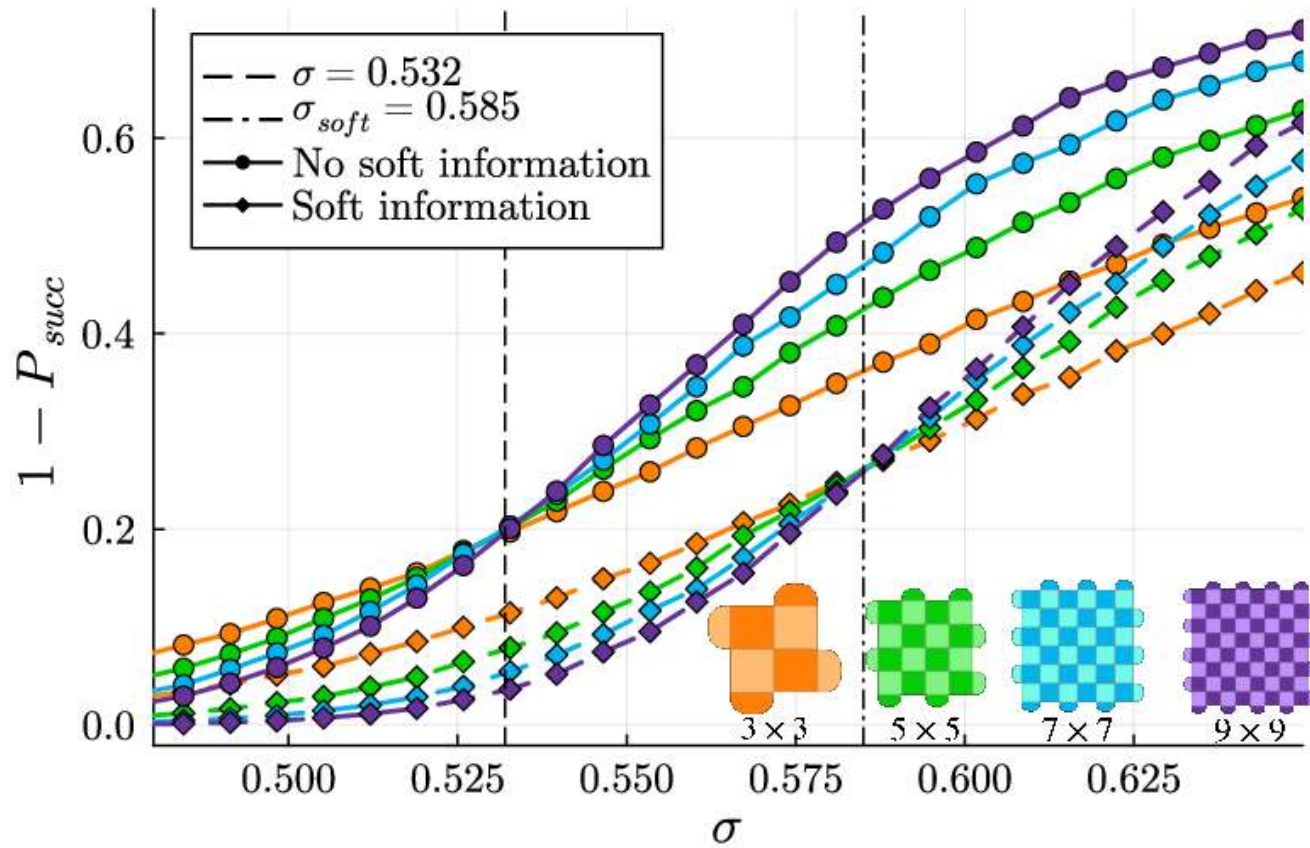 σ = 0.532
σ_soft = 0.585
No soft information
Soft information
1 − P_succ
0.6
0.4
0.2
0.0
3 × 3
5 × 5
7 × 7
9 × 9
0.500
0.525
0.550
0.575
0.600
0.625
σ